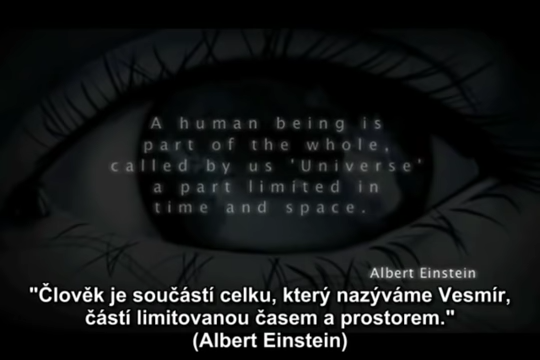 A human being is
part of the whole,
called by us 'Universe'
a part limited in
time and space.
Albert Einstein
"Člověk je součástí celku, který nazýváme Vesmír,
částí limitovanou časem a prostorem."
(Albert Einstein)